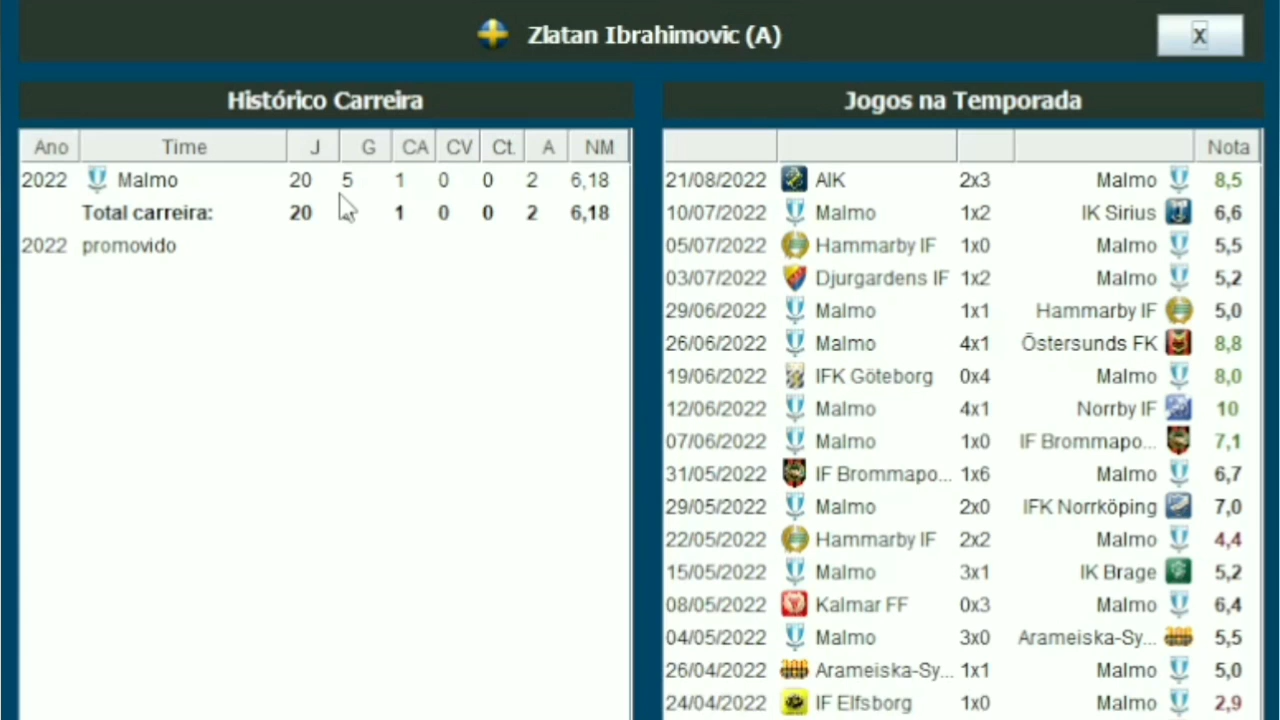 Zlatan Ibrahimovic (A)
X
Histórico Carreira
Ano Time J G CA CV Ct. A NM
2022 Malmo 20 5 1 0 0 2 6,18
Total carreira: 20 1 0 0 2 6,18
2022 promovido
Jogos na Temporada
Nota
21/08/2022 AIK 2x3 Malmo 8,5
10/07/2022 Malmo 1x2 IK Sirius 6,6
05/07/2022 Hammarby IF 1x0 Malmo 5,5
03/07/2022 Djurgardens IF 1x2 Malmo 5,2
29/06/2022 Malmo 1x1 Hammarby IF 5,0
26/06/2022 Malmo 4x1 Östersunds FK 8,8
19/06/2022 IFK Göteborg 0x4 Malmo 8,0
12/06/2022 Malmo 4x1 Norrby IF 10
07/06/2022 Malmo 1x0 IF Brommapo... 7,1
31/05/2022 IF Brommapo... 1x6 Malmo 6,7
29/05/2022 Malmo 2x0 IFK Norrköping 7,0
22/05/2022 Hammarby IF 2x2 Malmo 4,4
15/05/2022 Malmo 3x1 IK Brage 5,2
08/05/2022 Kalmar FF 0x3 Malmo 6,4
04/05/2022 Malmo 3x0 Arameiska-Sy... 5,5
26/04/2022 Arameiska-Sy... 1x1 Malmo 5,0
24/04/2022 IF Elfsborg 1x0 Malmo 2,9